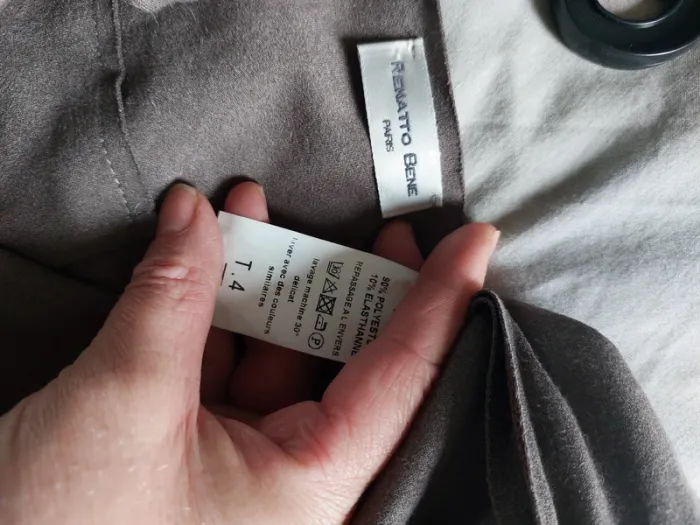 RENATTO BENE
PARIS
90% POLYESTE
10% ELASTHANNE
REPASSAGE A L ENVERS
P
lavage machine 30°
délicat
laver avec des couleurs
similaires
T.4